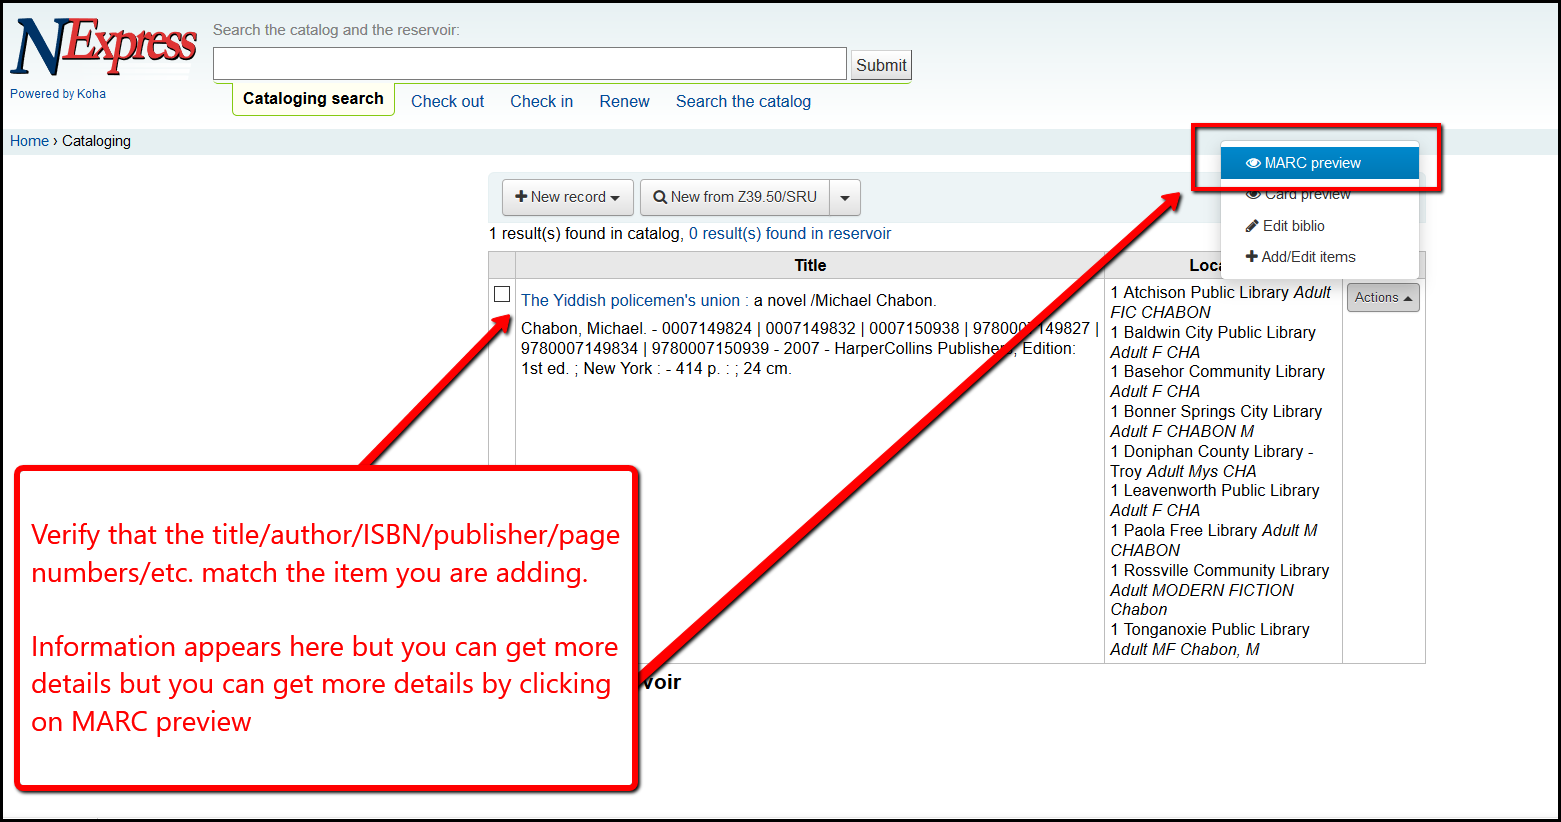 NExpress
Search the catalog and the reservoir:
Submit
Powered by Koha
Cataloging search
Check out
Check in
Renew
Search the catalog
Home › Cataloging
MARC preview
Card preview
Edit biblio
Add/Edit items
New record
New from Z39.50/SRU
1 result(s) found in catalog, 0 result(s) found in reservoir
Title
Actions
The Yiddish policemen's union : a novel /Michael Chabon.
Chabon, Michael. - 0007149824 | 0007149832 | 0007150938 | 9780007149827 |
9780007149834 | 9780007150939 - 2007 - HarperCollins Publishers, Edition:
1st ed. ; New York : - 414 p. : ; 24 cm.
1 Atchison Public Library Adult
FIC CHABON
1 Baldwin City Public Library
Adult F CHA
1 Basehor Community Library
Adult F CHA
1 Bonner Springs City Library
Adult F CHABON M
1 Doniphan County Library -
Troy Adult Mys CHA
1 Leavenworth Public Library
Adult F CHA
1 Paola Free Library Adult M
CHABON
1 Rossville Community Library
Adult MODERN FICTION
Chabon
1 Tonganoxie Public Library
Adult MF Chabon, M
Verify that the title/author/ISBN/publisher/page
numbers/etc. match the item you are adding.
Information appears here but you can get more
details but you can get more details by clicking
on MARC preview